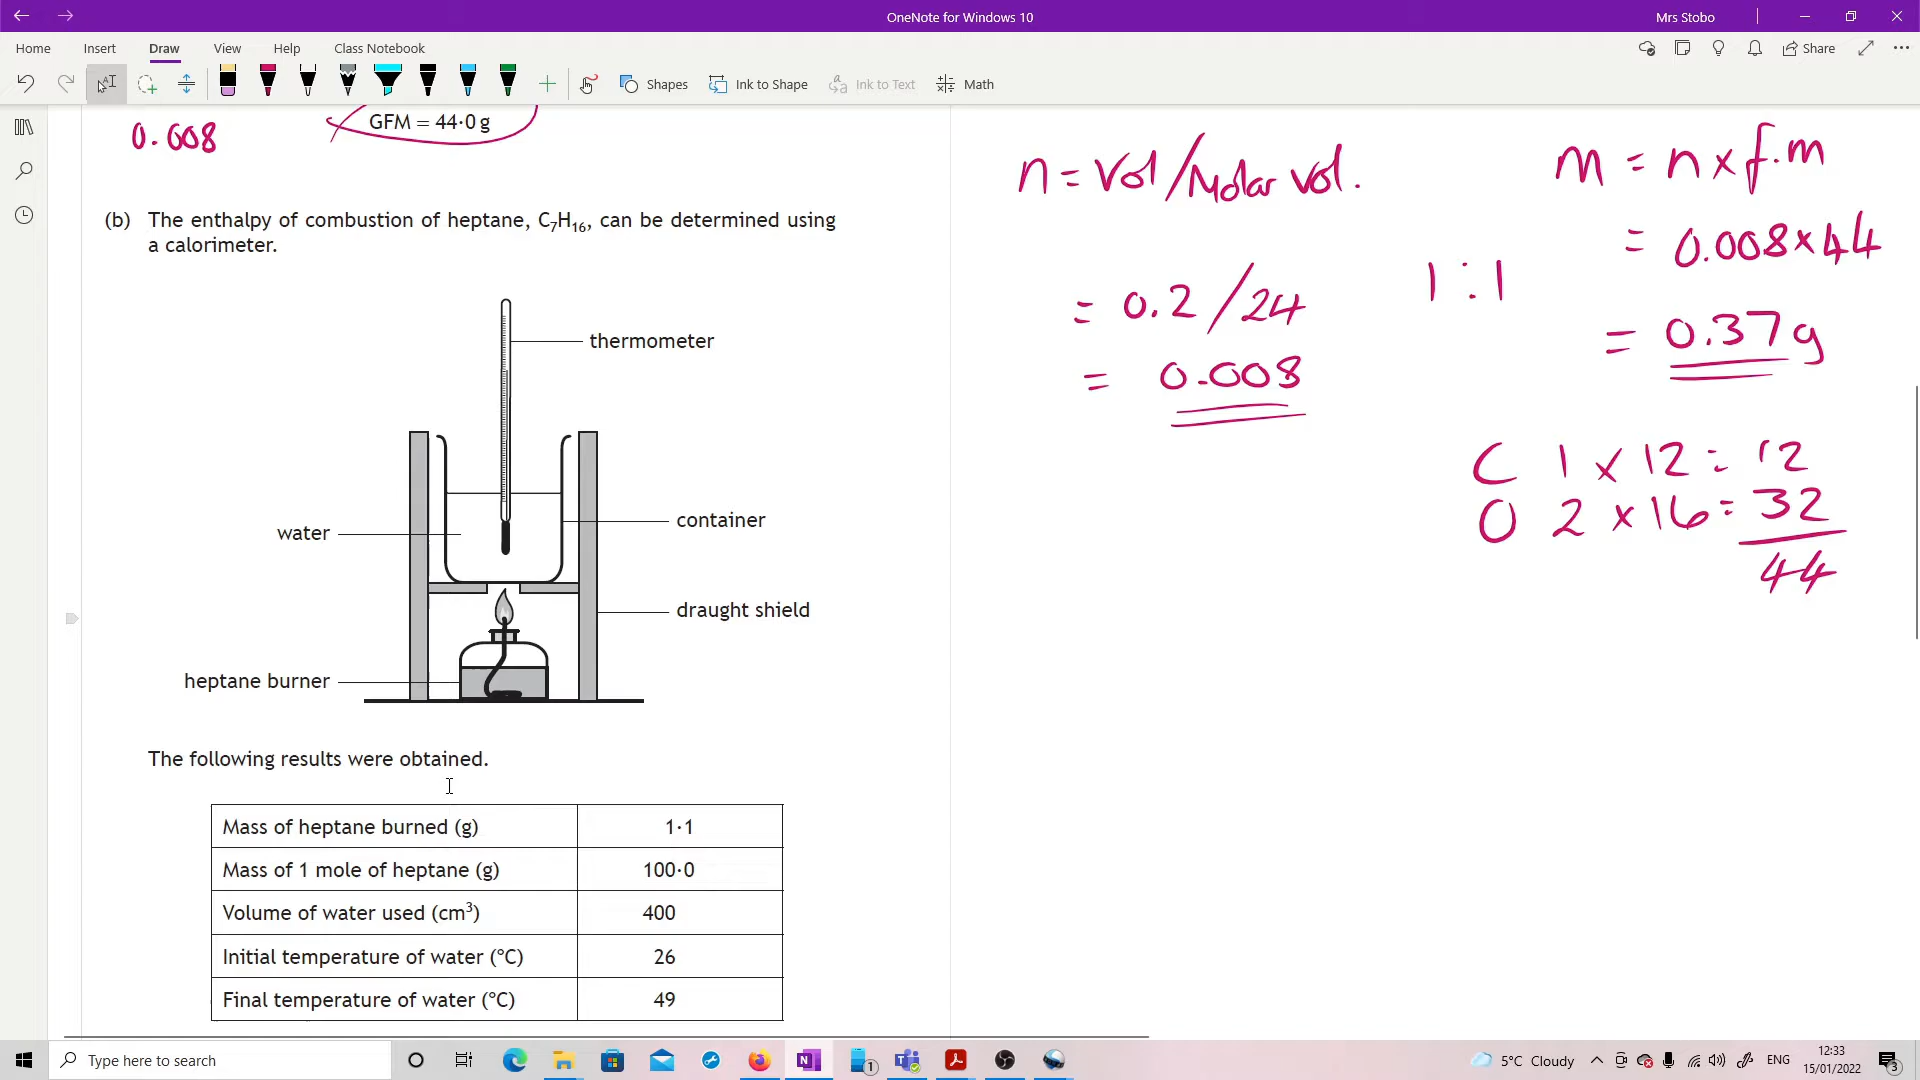 OneNote for Windows 10
Mrs Stobo
Home Insert Draw View Help Class Notebook
Share
Shapes Ink to Shape Ink to Text Math
0.008
GFM = 44·0 g
(b) The enthalpy of combustion of heptane, C₇H₁₆, can be determined using
a calorimeter.
thermometer
water
container
draught shield
heptane burner
The following results were obtained.
Mass of heptane burned (g) 1·1
Mass of 1 mole of heptane (g) 100·0
Volume of water used (cm³) 400
Initial temperature of water (°C) 26
Final temperature of water (°C) 49
n = Vol/Molar vol.
= 0.2/24
= 0.008
1 : 1
m = n x f.m
= 0.008 x 44
= 0.37g
C 1 x 12 = 12
O 2 x 16 = 32
44
Type here to search
1
5°C Cloudy
ENG
12:33
15/01/2022
3